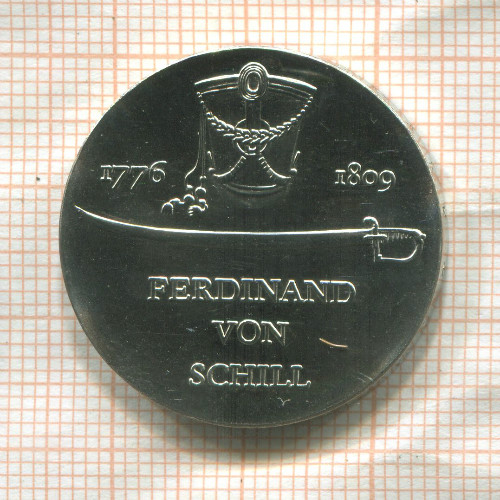 1776 1809
FERDINAND
VON
SCHILL